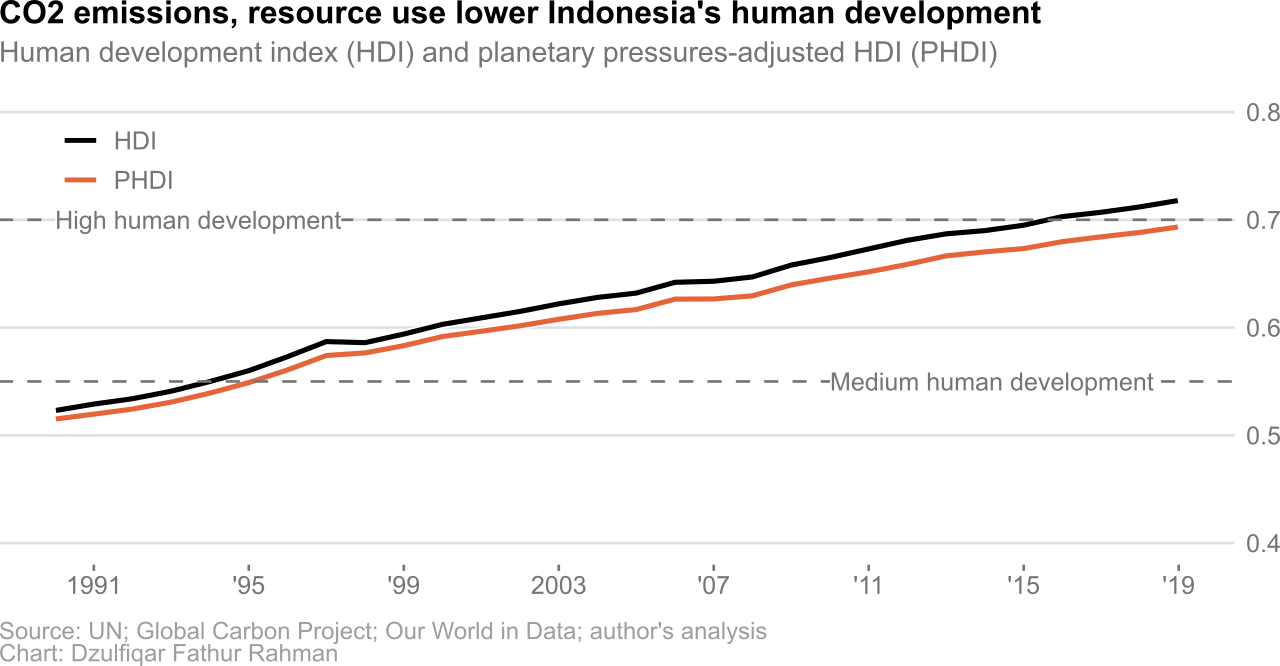 CO2 emissions, resource use lower Indonesia's human development
Human development index (HDI) and planetary pressures-adjusted HDI (PHDI)
0.8
HDI
PHDI
High human development
0.7
0.6
Medium human development
0.5
0.4
1991 '95 '99 2003 '07 '11 '15 '19
Source: UN; Global Carbon Project; Our World in Data; author's analysis
Chart: Dzulfiqar Fathur Rahman